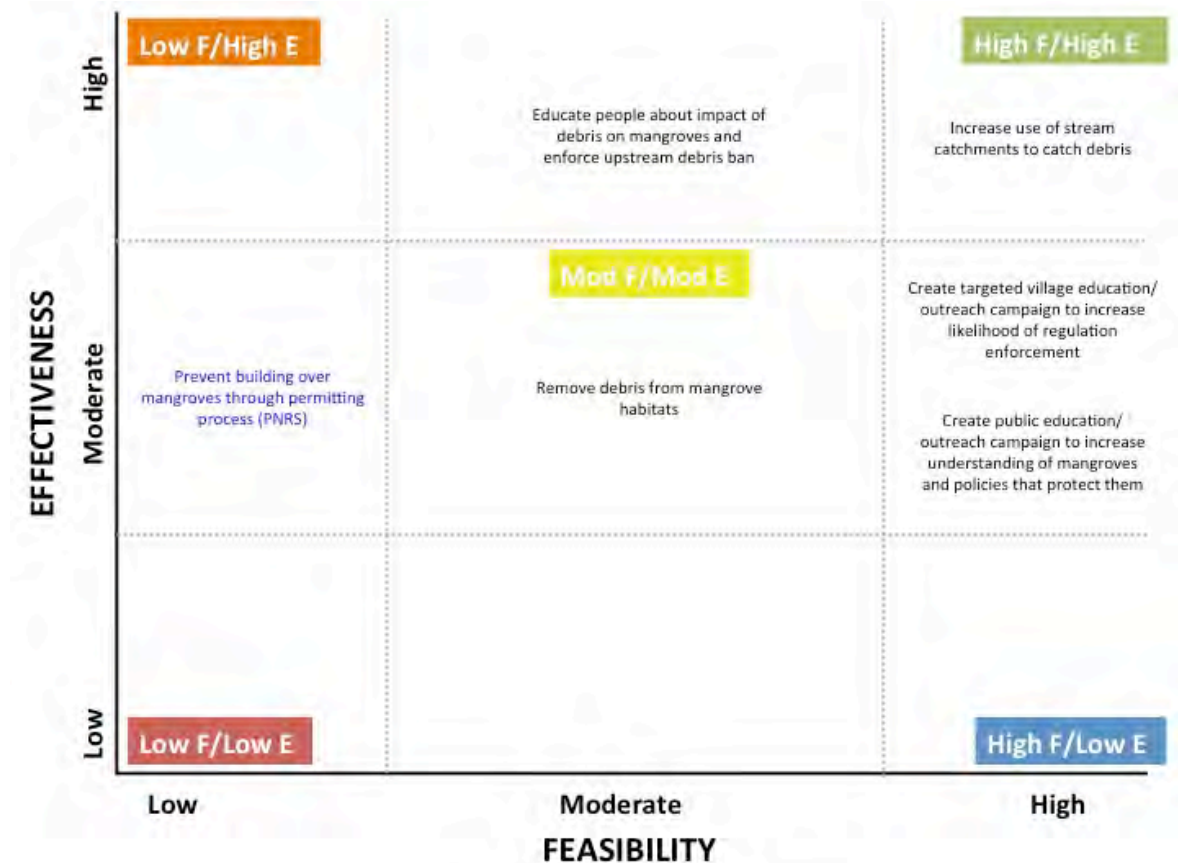 Low F/High E
High F/High E
High
Educate people about impact of
debris on mangroves and
enforce upstream debris ban
Increase use of stream
catchments to catch debris
Mod F/Mod E
EFFECTIVENESS
Moderate
Prevent building over
mangroves through permitting
process (PNRS)
Remove debris from mangrove
habitats
Create targeted village education/
outreach campaign to increase
likelihood of regulation
enforcement
Create public education/
outreach campaign to increase
understanding of mangroves
and policies that protect them
Low
Low F/Low E
High F/Low E
Low
Moderate
High
FEASIBILITY